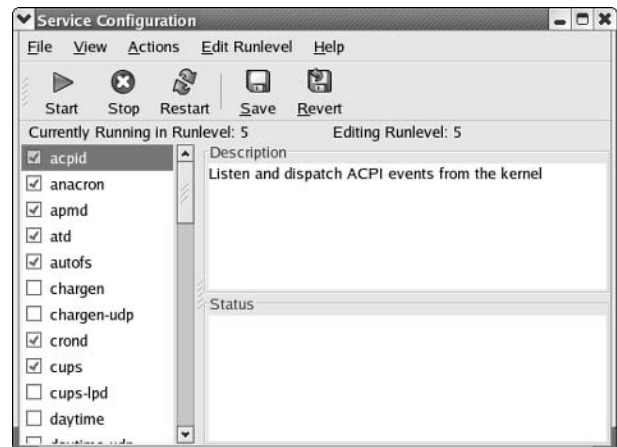 Service Configuration
File View Actions Edit Runlevel Help
Start Stop Restart Save Revert
Currently Running in Runlevel: 5 Editing Runlevel: 5
acpid
anacron
apmd
atd
autofs
chargen
chargen-udp
crond
cups
cups-lpd
daytime
Description
Listen and dispatch ACPI events from the kernel
Status